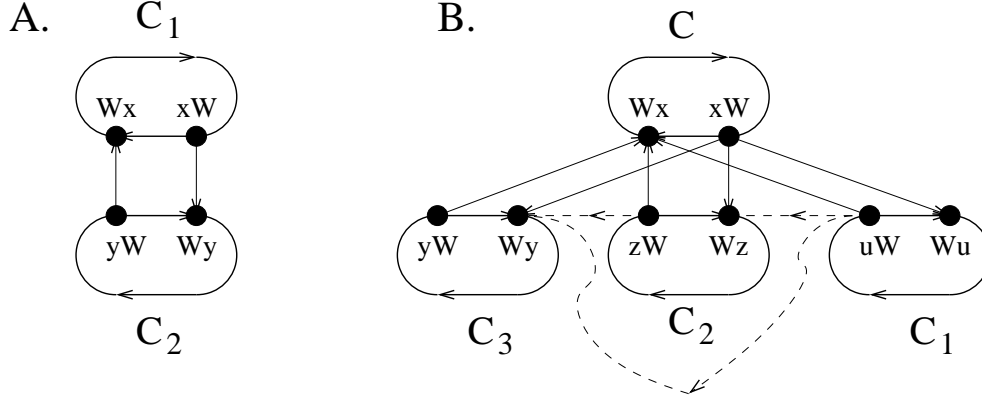 A. C₁ B. C
Wx xW Wx xW
yW Wy yW Wy zW Wz uW Wu
C₂ C₃ C₂ C₁